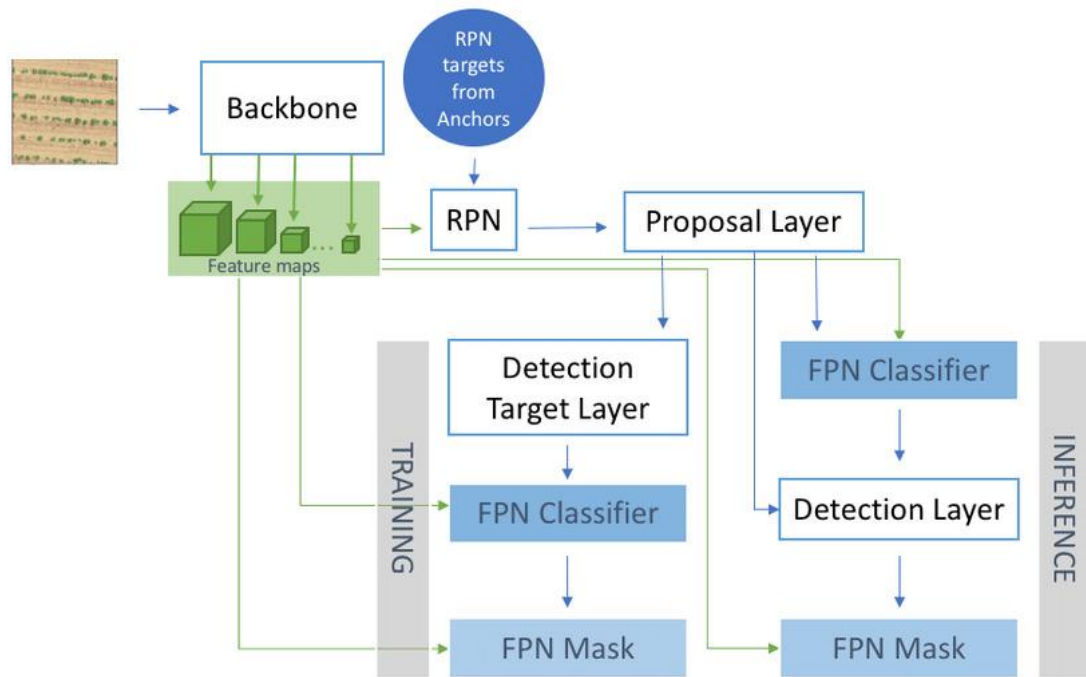 RPN
targets
from
Anchors
Backbone
RPN
Proposal Layer
...
Feature maps
TRAINING
Detection
Target Layer
FPN Classifier
FPN Mask
FPN Classifier
Detection Layer
FPN Mask
INFERENCE